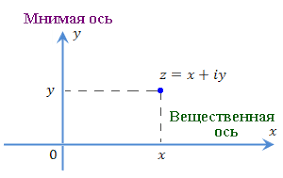 Мнимая ось
y
z = x + iy
y
Вещественная
ось
x
0
x